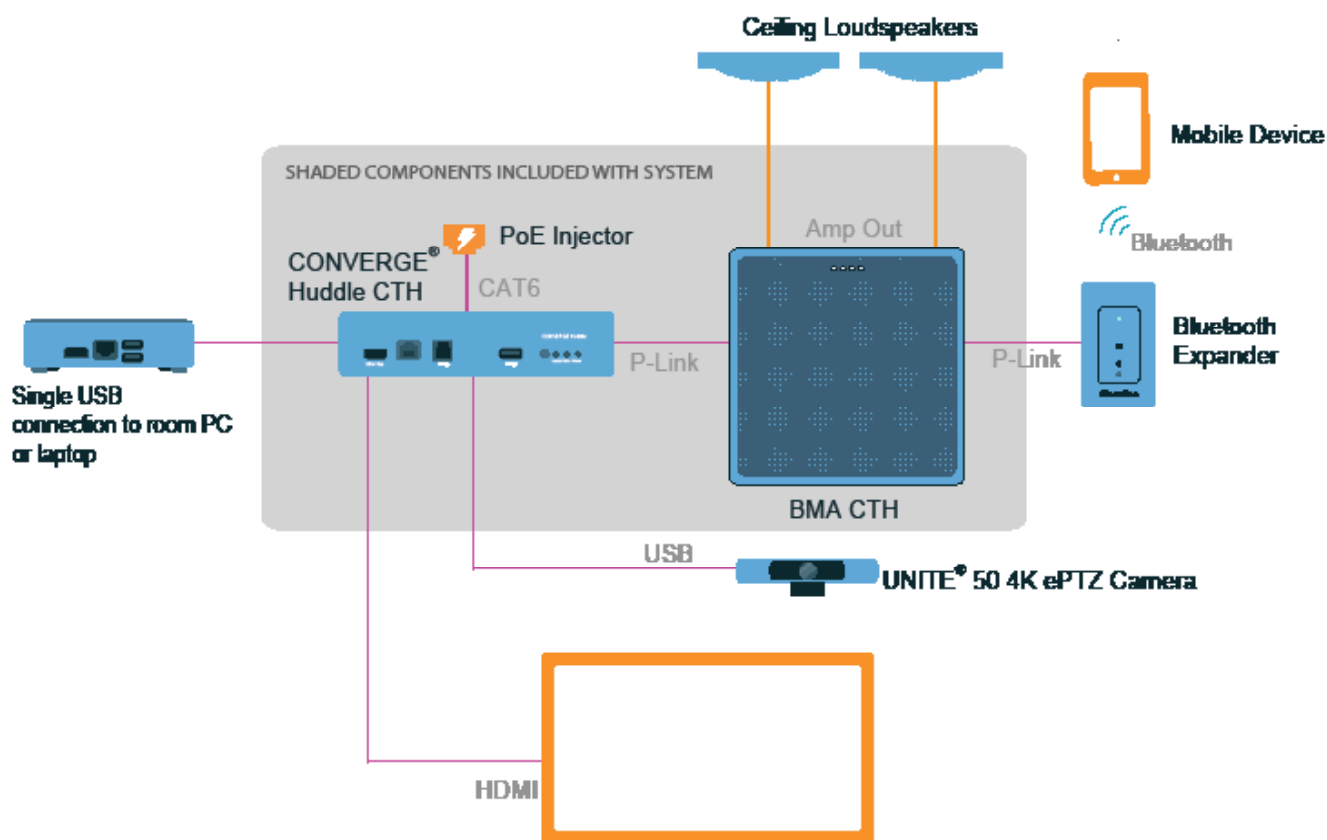 Ceiling Loudspeakers
Mobile Device
SHADED COMPONENTS INCLUDED WITH SYSTEM
PoE Injector
Amp Out
Bluetooth
CONVERGE®
Huddle CTH
CAT6
P-Link
P-Link
Bluetooth
Expander
Single USB
connection to room PC
or laptop
BMA CTH
USB
UNITE® 50 4K ePTZ Camera
HDMI